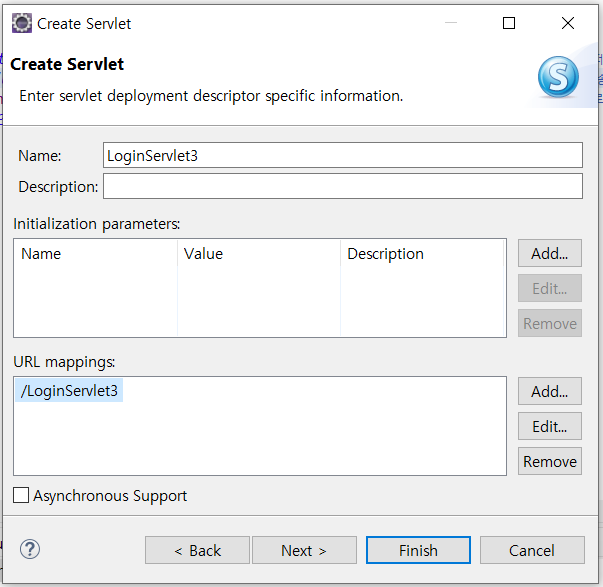 Create Servlet
Create Servlet
Enter servlet deployment descriptor specific information.
S
Name: LoginServlet3
Description:
Initialization parameters:
Name Value Description
Add...
Edit...
Remove
URL mappings:
/LoginServlet3
Add...
Edit...
Remove
Asynchronous Support
? < Back Next > Finish Cancel